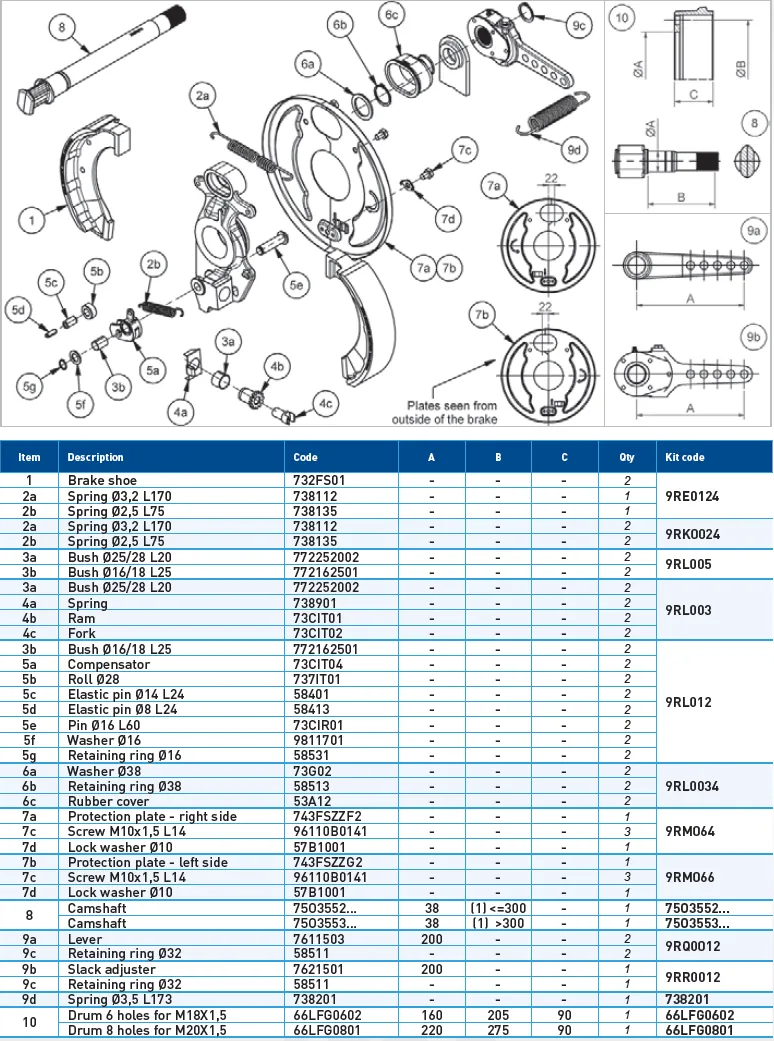 8
6c
6b
6a
2a
9c
9d
10
ØA
ØB
C
8
ØA
B
1
7c
7d
7a
22
9a
A
5e
7a
7b
2b
5b
5c
5d
5a
5g
5f
3b
3a
4b
4a
4c
7b
22
9b
A
Plates seen from
outside of the brake
Item Description Code A B C Qty Kit code
1 Brake shoe 732FS01 - - - 2
2a Spring Ø3,2 L170 738112 - - - 1 9RE0124
2b Spring Ø2,5 L75 738135 - - - 1
2a Spring Ø3,2 L170 738112 - - - 2 9RK0024
2b Spring Ø2,5 L75 738135 - - - 2
3a Bush Ø25/28 L20 772252002 - - - 2 9RL005
3b Bush Ø16/18 L25 772162501 - - - 2
3a Bush Ø25/28 L20 772252002 - - - 2
4a Spring 738901 - - - 2 9RL003
4b Ram 73CIT01 - - - 2
4c Fork 73CIT02 - - - 2
3b Bush Ø16/18 L25 772162501 - - - 2
5a Compensator 73CIT04 - - - 2
5b Roll Ø28 737IT01 - - - 2
5c Elastic pin Ø14 L24 58401 - - - 2 9RL012
5d Elastic pin Ø8 L24 58413 - - - 2
5e Pin Ø16 L60 73CIR01 - - - 2
5f Washer Ø16 9811701 - - - 2
5g Retaining ring Ø16 58531 - - - 2
6a Washer Ø38 73G02 - - - 2
6b Retaining ring Ø38 58513 - - - 2 9RL0034
6c Rubber cover 53A12 - - - 2
7a Protection plate - right side 743FSZZF2 - - - 1
7c Screw M10x1,5 L14 96110B0141 - - - 3 9RM064
7d Lock washer Ø10 57B1001 - - - 1
7b Protection plate - left side 743FSZZG2 - - - 1
7c Screw M10x1,5 L14 96110B0141 - - - 3 9RM066
7d Lock washer Ø10 57B1001 - - - 1
8 Camshaft 75O3552... 38 (1) <=300 - 1 75O3552...
Camshaft 75O3553... 38 (1) >300 - 1 75O3553...
9a Lever 7611503 200 - - 2 9RQ0012
9c Retaining ring Ø32 58511 - - - 2
9b Slack adjuster 7621501 200 - - 1 9RR0012
9c Retaining ring Ø32 58511 - - - 1
9d Spring Ø3,5 L173 738201 - - - 1 738201
10 Drum 6 holes for M18X1,5 66LFG0602 160 205 90 1 66LFG0602
Drum 8 holes for M20X1,5 66LFG0801 220 275 90 1 66LFG0801